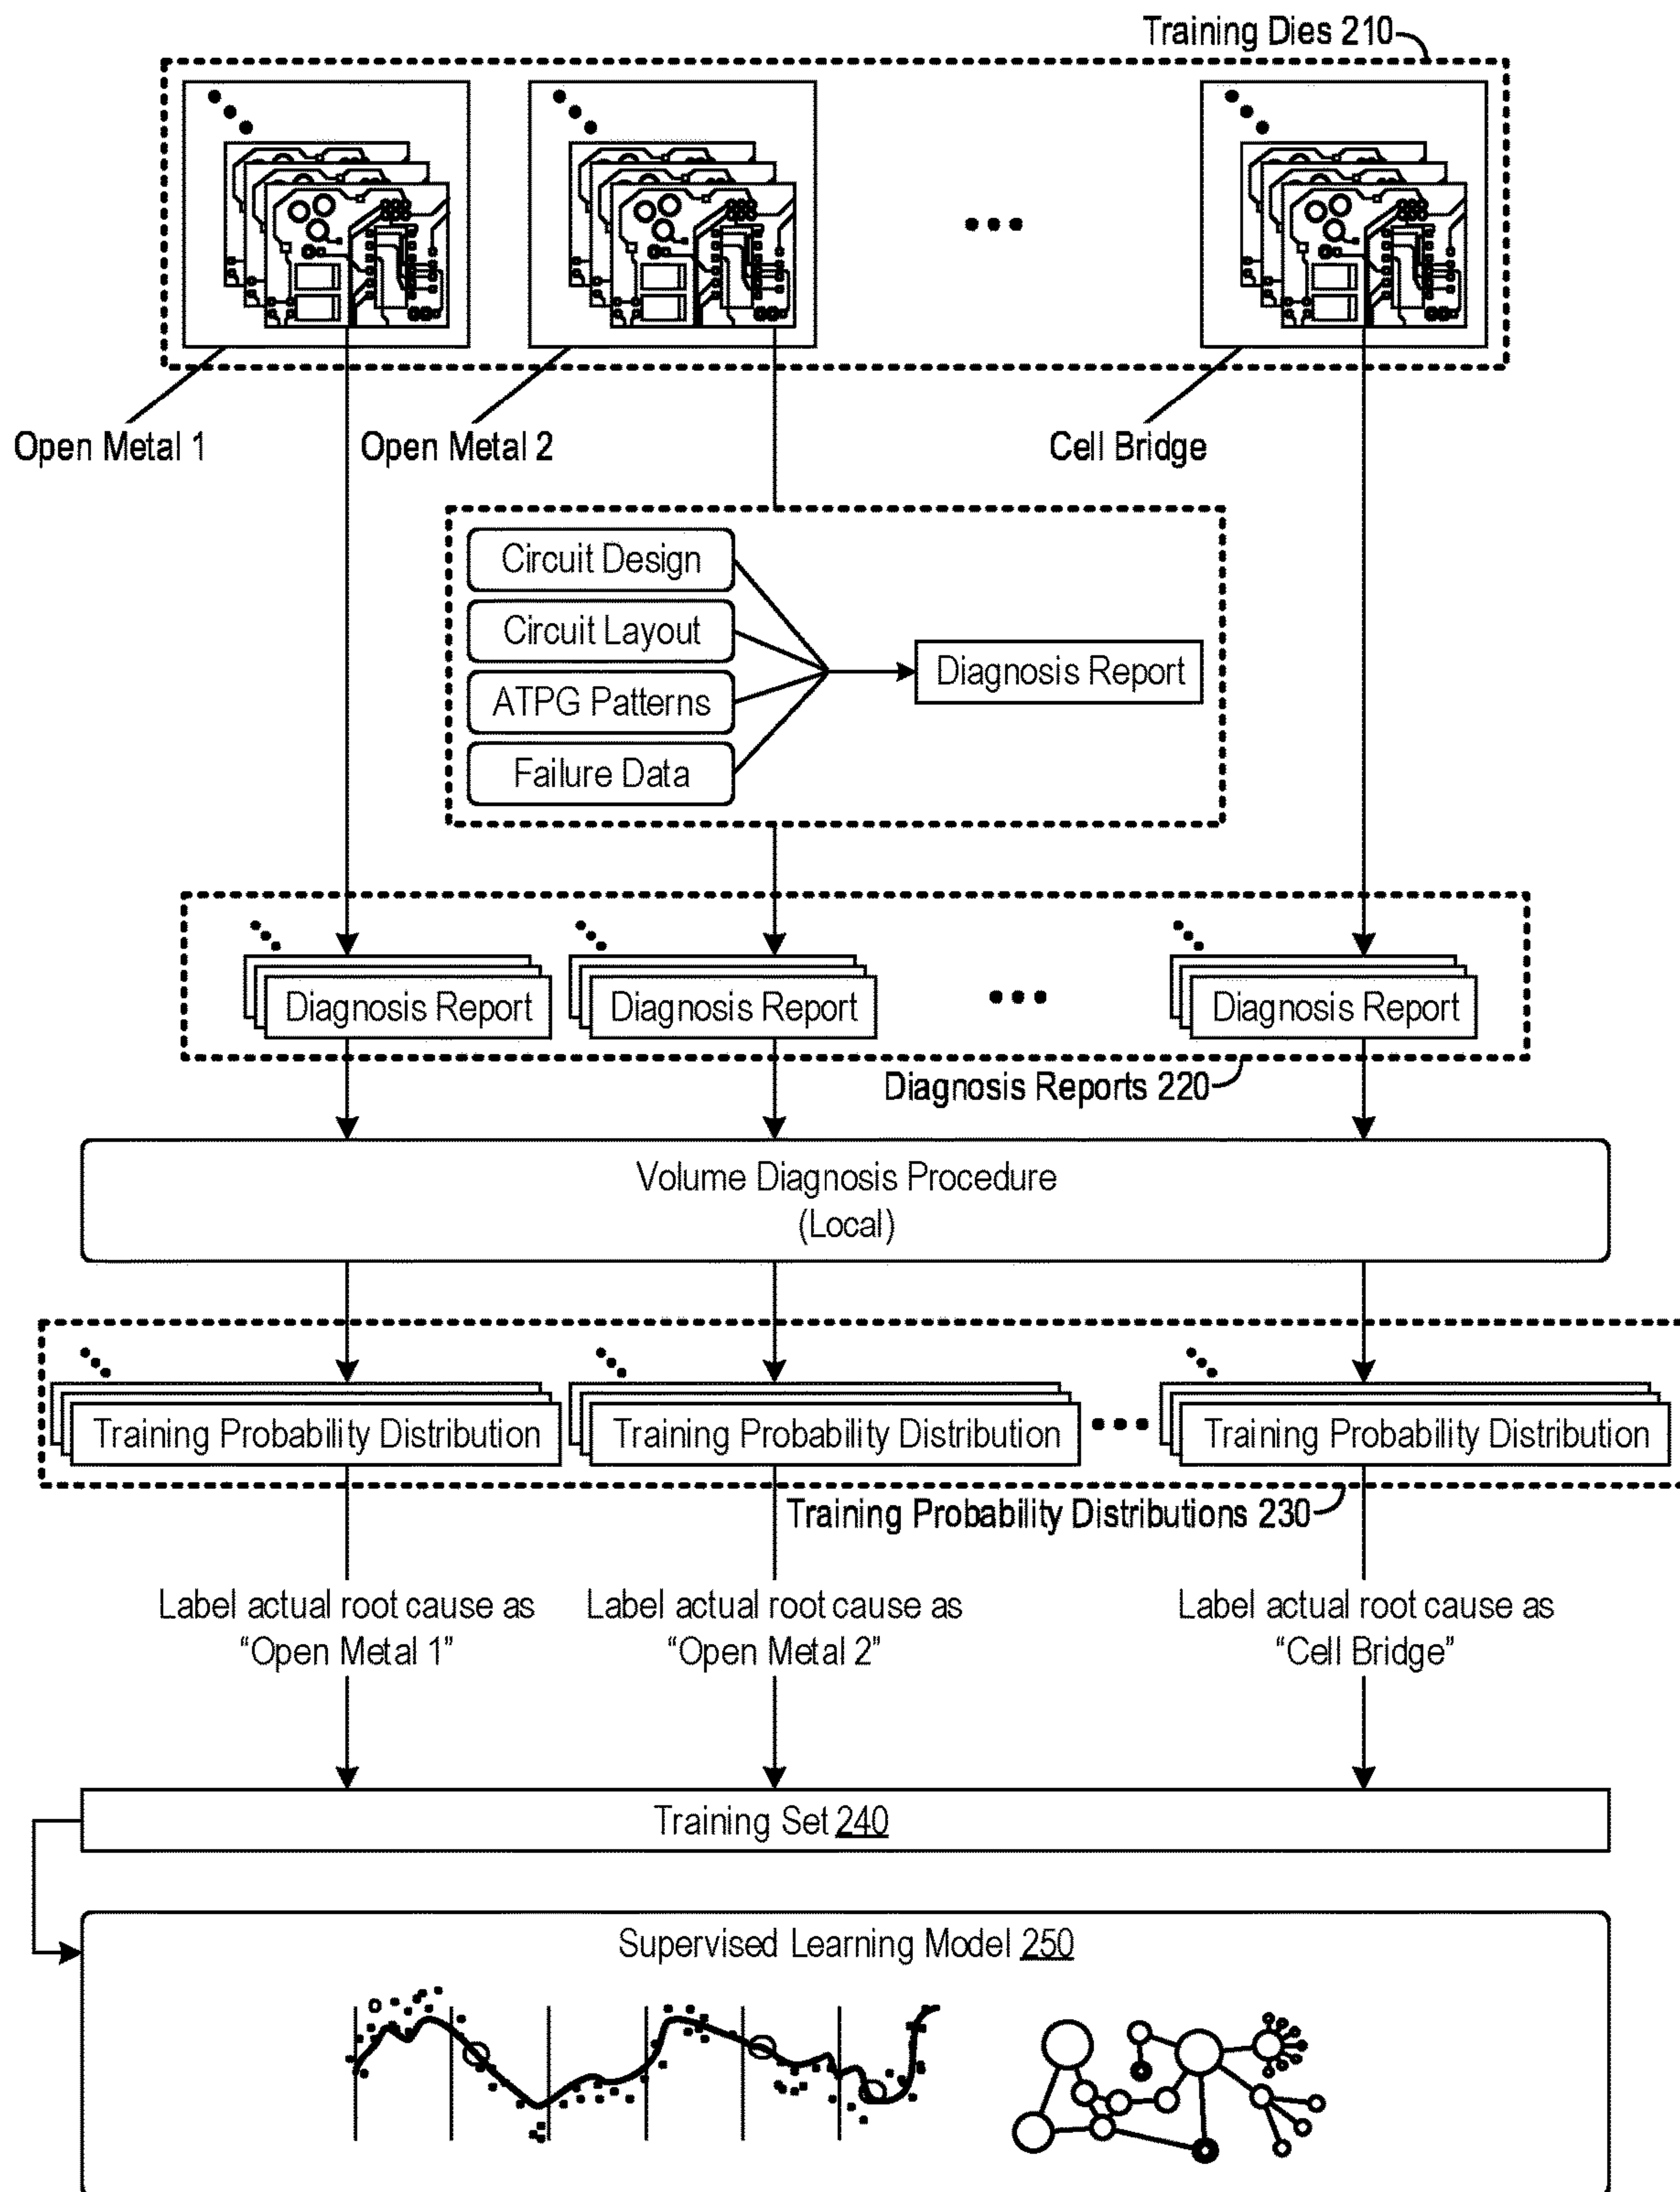 Training Dies 210
Open Metal 1
Open Metal 2
Cell Bridge
Circuit Design
Circuit Layout
ATPG Patterns
Failure Data
Diagnosis Report
Diagnosis Report
Diagnosis Report
Diagnosis Report
Diagnosis Reports 220
Volume Diagnosis Procedure
(Local)
Training Probability Distribution
Training Probability Distribution
Training Probability Distribution
Training Probability Distributions 230
Label actual root cause as
“Open Metal 1”
Label actual root cause as
“Open Metal 2”
Label actual root cause as
“Cell Bridge”
Training Set 240
Supervised Learning Model 250